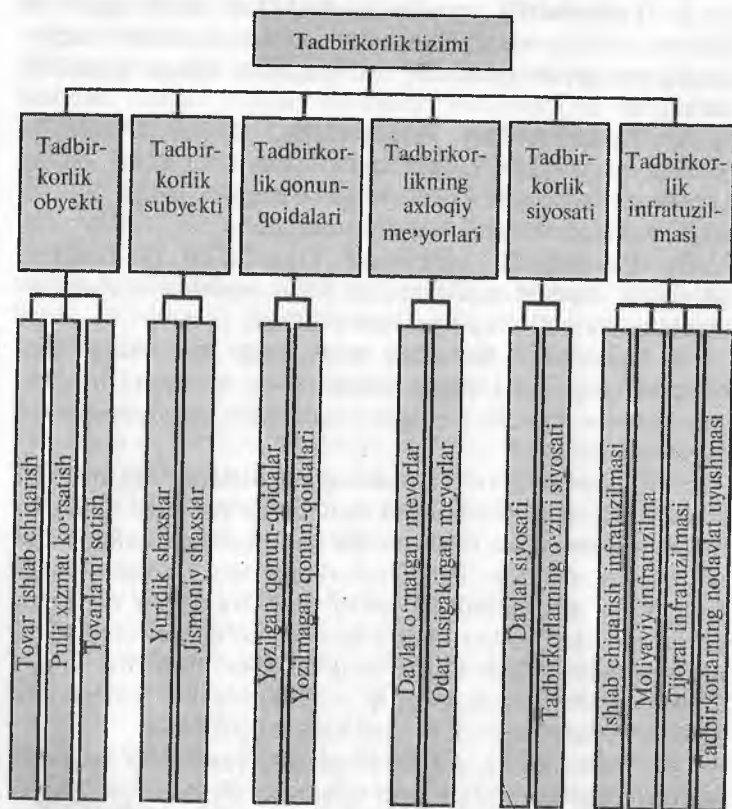 Tadbirkorlik tizimi
Tadbir-
korlik
obyekti
Tadbir-
korlik
subyekti
Tadbirkor-
lik qonun-
qoidalari
Tadbirkor-
likning
axloqiy
me’yorlari
Tadbir-
korlik
siyosati
Tadbirkor-
lik
infratuzil-
masi
Tovar ishlab chiqarish
Pulli xizmat ko‘rsatish
Tovarlarni sotish
Yuridik shaxslar
Jismoniy shaxslar
Yozilgan qonun-qoidalar
Yozilmagan qonun-qoidalari
Davlat o‘rnatgan meyorlar
Odat tusiga kirgan meyorlar
Davlat siyosati
Tadbirkorlarning o‘zini siyosati
Ishlab chiqarish infratuzilmasi
Moliyaviy infratuzilma
Tijorat infratuzilmasi
Tadbirkorlarning nodavlat uyushmasi